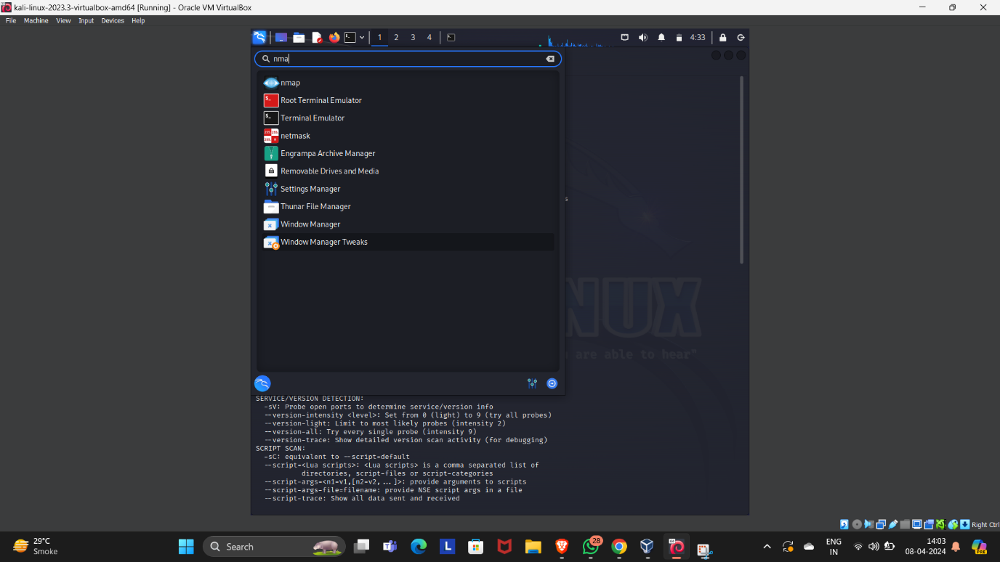 kali-linux-2023.3-virtualbox-amd64 [Running] - Oracle VM VirtualBox
File Machine View Input Devices Help
1 2 3 4 4:33
nma
nmap
Root Terminal Emulator
Terminal Emulator
netmask
Engrampa Archive Manager
Removable Drives and Media
Settings Manager
Thunar File Manager
s
Window Manager
Window Manager Tweaks
NUX
are able to hear"
SERVICE/VERSION DETECTION:
-sV: Probe open ports to determine service/version info
--version-intensity <level>: Set from 0 (light) to 9 (try all probes)
--version-light: Limit to most likely probes (intensity 2)
--version-all: Try every single probe (intensity 9)
--version-trace: Show detailed version scan activity (for debugging)
SCRIPT SCAN:
-sC: equivalent to --script=default
--script=<Lua scripts>: <Lua scripts> is a comma separated list of
directories, script-files or script-categories
--script-args=<n1=v1,[n2=v2,...]>: provide arguments to scripts
--script-args-file=filename: provide NSE script args in a file
--script-trace: Show all data sent and received
Right Ctrl
29°C
Smoke
Search
28
ENG
IN
14:03
08-04-2024
PRE